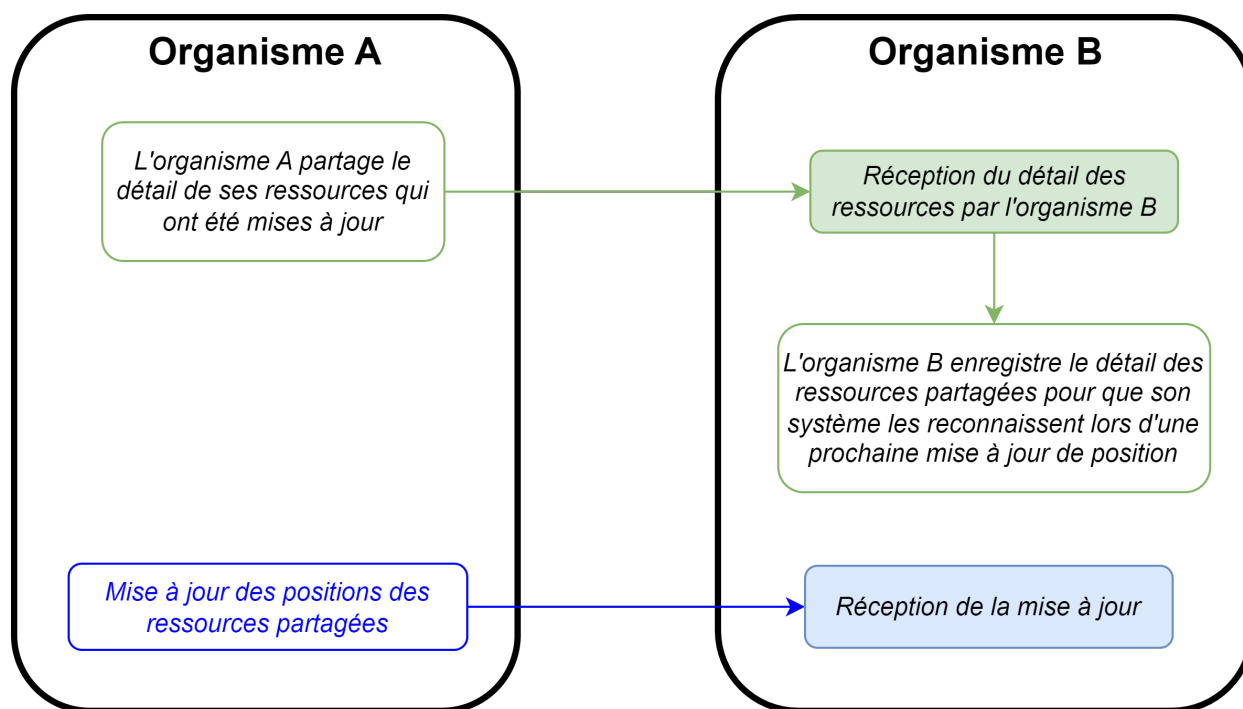 Organisme A
Organisme B
L'organisme A partage le
détail de ses ressources qui
ont été mises à jour
Réception du détail des
ressources par l'organisme B
L'organisme B enregistre le détail des
ressources partagées pour que son
système les reconnaissent lors d'une
prochaine mise à jour de position
Mise à jour des positions des
ressources partagées
Réception de la mise à jour